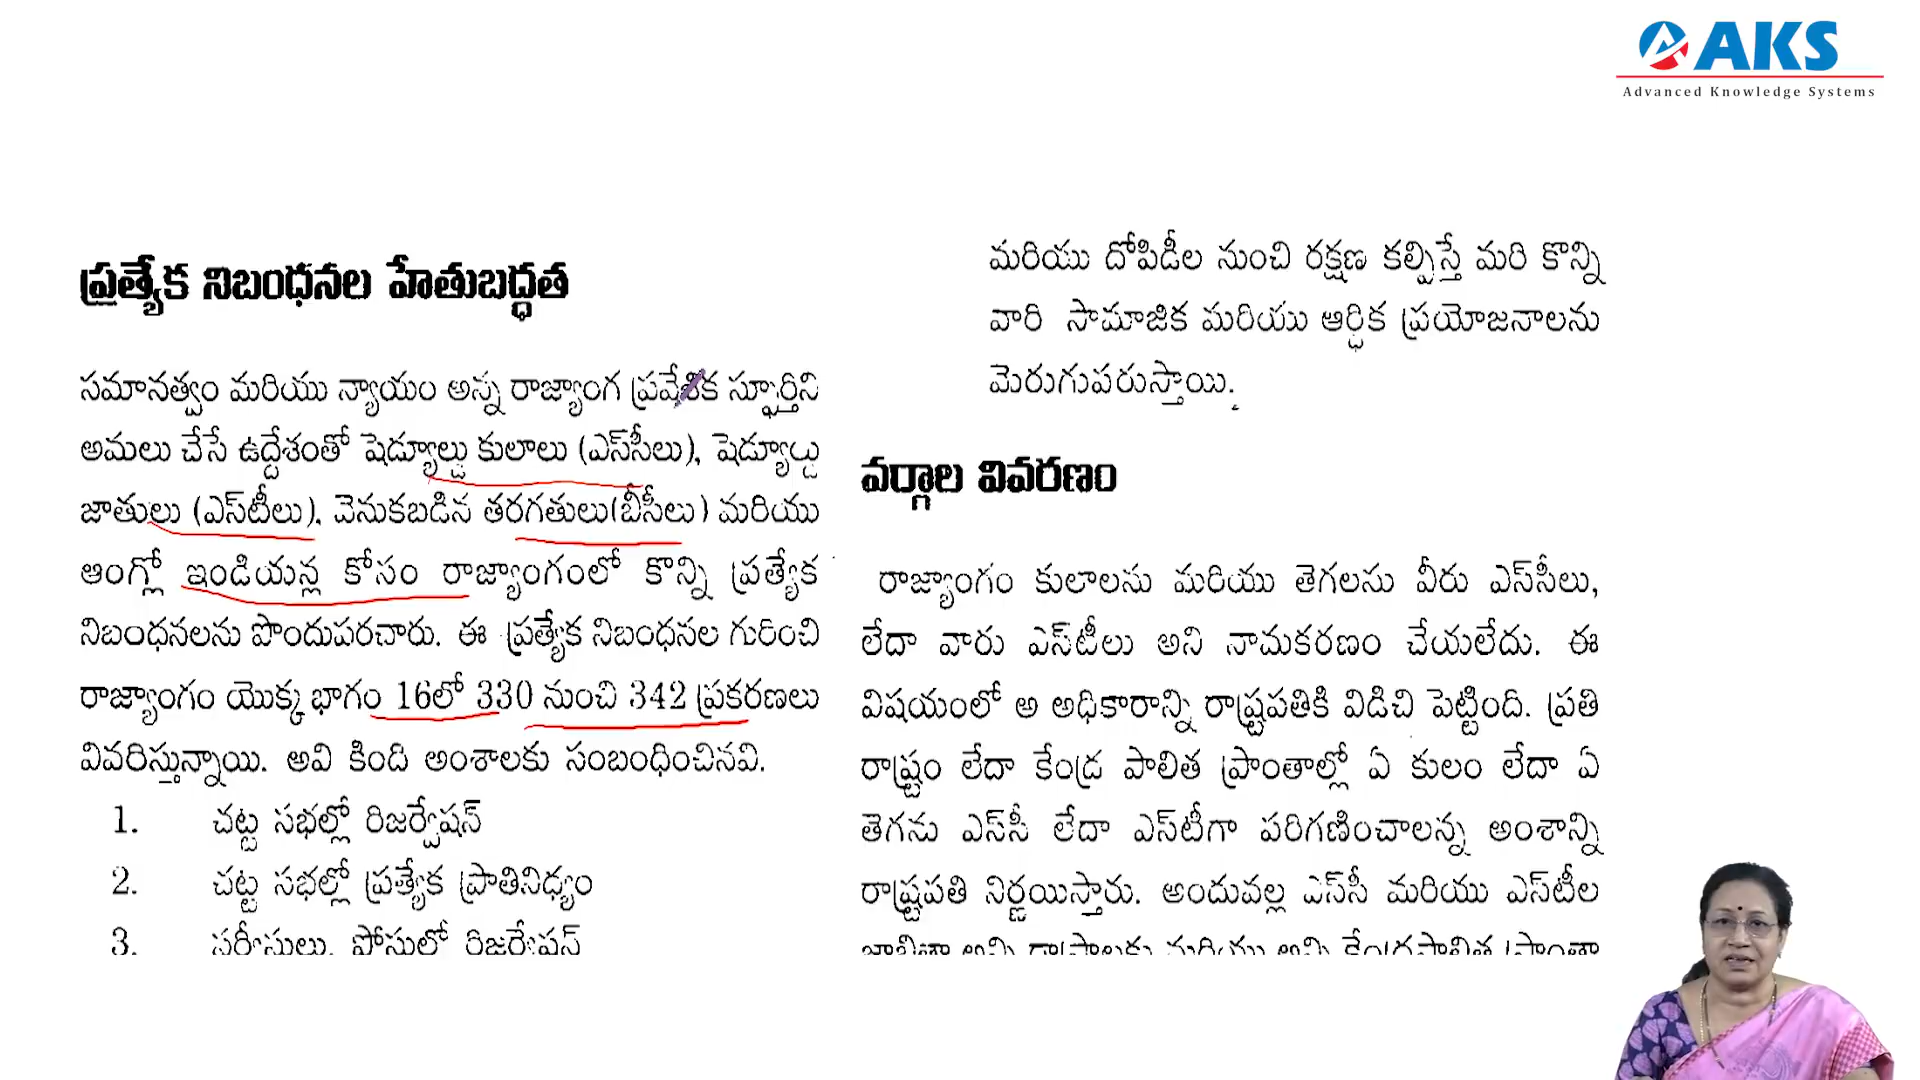 AKS
Advanced Knowledge Systems
ప్రత్యేక నిబంధనల హేతుబద్ధత
సమానత్వం మరియు న్యాయం అన్న రాజ్యాంగ ప్రవేశిక స్ఫూర్తిని
అమలు చేసే ఉద్దేశంతో షెడ్యూల్డు కులాలు (ఎస్‌సీలు), షెడ్యూల్డు
జాతులు (ఎస్‌టీలు), వెనుకబడిన తరగతులు(బీసీలు) మరియు
ఆంగ్లో ఇండియన్ల కోసం రాజ్యాంగంలో కొన్ని ప్రత్యేక
నిబంధనలను పొందుపరచారు. ఈ ప్రత్యేక నిబంధనల గురించి
రాజ్యాంగం యొక్క భాగం 16లో 330 నుంచి 342 ప్రకరణలు
వివరిస్తున్నాయి. అవి కింది అంశాలకు సంబంధించినవి.
1. చట్ట సభల్లో రిజర్వేషన్
2. చట్ట సభల్లో ప్రత్యేక ప్రాతినిధ్యం
3. సర్వీసులు, పోస్టుల్లో రిజర్వేషన్
మరియు దోపిడీల నుంచి రక్షణ కల్పిస్తే మరి కొన్ని
వారి సామాజిక మరియు ఆర్ధిక ప్రయోజనాలను
మెరుగుపరుస్తాయి.
వర్గాల వివరణం
రాజ్యాంగం కులాలను మరియు తెగలను వీరు ఎస్‌సీలు,
లేదా వారు ఎస్‌టీలు అని నామకరణం చేయలేదు. ఈ
విషయంలో అ అధికారాన్ని రాష్ట్రపతికి విడిచి పెట్టింది. ప్రతి
రాష్ట్రం లేదా కేంద్ర పాలిత ప్రాంతాల్లో ఏ కులం లేదా ఏ
తెగను ఎస్‌సీ లేదా ఎస్‌టీగా పరిగణించాలన్న అంశాన్ని
రాష్ట్రపతి నిర్ణయిస్తారు. అందువల్ల ఎస్‌సీ మరియు ఎస్‌టీల